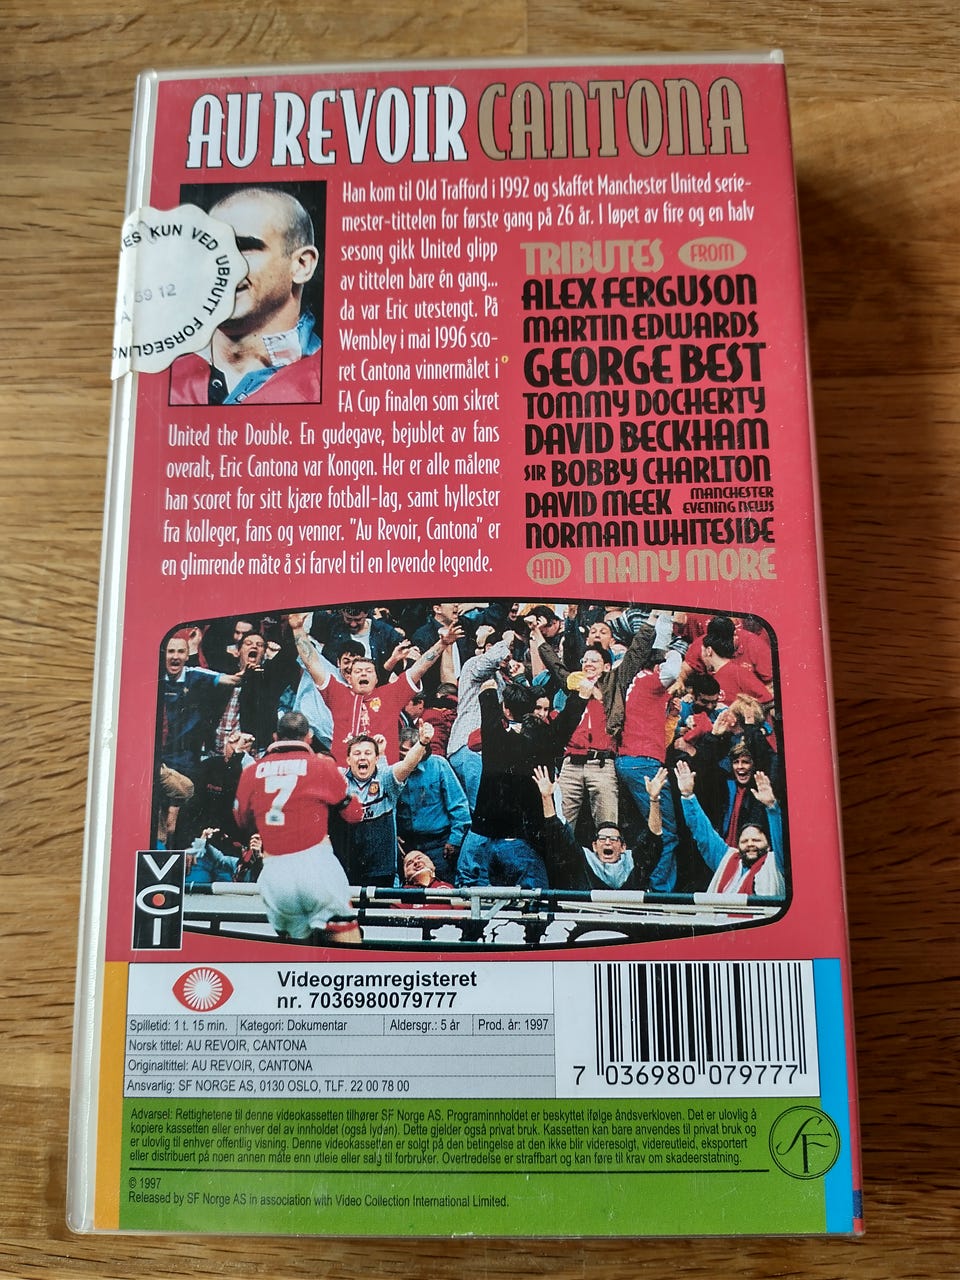 AU REVOIR CANTONA
Han kom til Old Trafford i 1992 og skaffet Manchester United serie-
mester-tittelen for første gang på 26 år. I løpet av fire og en halv
sesong gikk United glipp
av tittelen bare én gang...
da var Eric utestengt. På
Wembley i mai 1996 sco-
ret Cantona vinnermålet i
FA Cup finalen som sikret
United the Double. En gudegave, bejublet av fans
overalt, Eric Cantona var Kongen. Her er alle målene
han scoret for sitt kjære fotball-lag, samt hyllester
fra kolleger, fans og venner. "Au Revoir, Cantona" er
en glimrende måte å si farvel til en levende legende.
TRIBUTES FROM
ALEX FERGUSON
MARTIN EDWARDS
GEORGE BEST
TOMMY DOCHERTY
DAVID BECKHAM
SIR BOBBY CHARLTON
DAVID MEEK MANCHESTER
EVENING NEWS
NORMAN WHITESIDE
AND MANY MORE
ES KUN VED UBRUTT FORSEGLING
59 12
A
CANTONA
7
VCI
Videogramregisteret
nr. 7036980079777
Spilletid: 1 t. 15 min. Kategori: Dokumentar Aldersgr.: 5 år Prod. år: 1997
Norsk tittel: AU REVOIR, CANTONA
Originaltittel: AU REVOIR, CANTONA
Ansvarlig: SF NORGE AS, 0130 OSLO, TLF. 22 00 78 00
7 036980 079777
Advarsel: Rettighetene til denne videokassetten tilhører SF Norge AS. Programinnholdet er beskyttet ifølge åndsverkloven. Det er ulovlig å
kopiere kassetten eller enhver del av innholdet (også lyden). Dette gjelder også privat bruk. Kassetten kan bare anvendes til privat bruk og
er ulovlig til enhver offentlig visning. Denne videokassetten er solgt på den betingelse at den ikke blir videresolgt, videreutleid, eksportert
eller distribuert på noen annen måte enn utleie eller salg til forbruker. Overtredelse er straffbart og kan føre til krav om skadeerstatning.
SF
© 1997
Released by SF Norge AS in association with Video Collection International Limited.